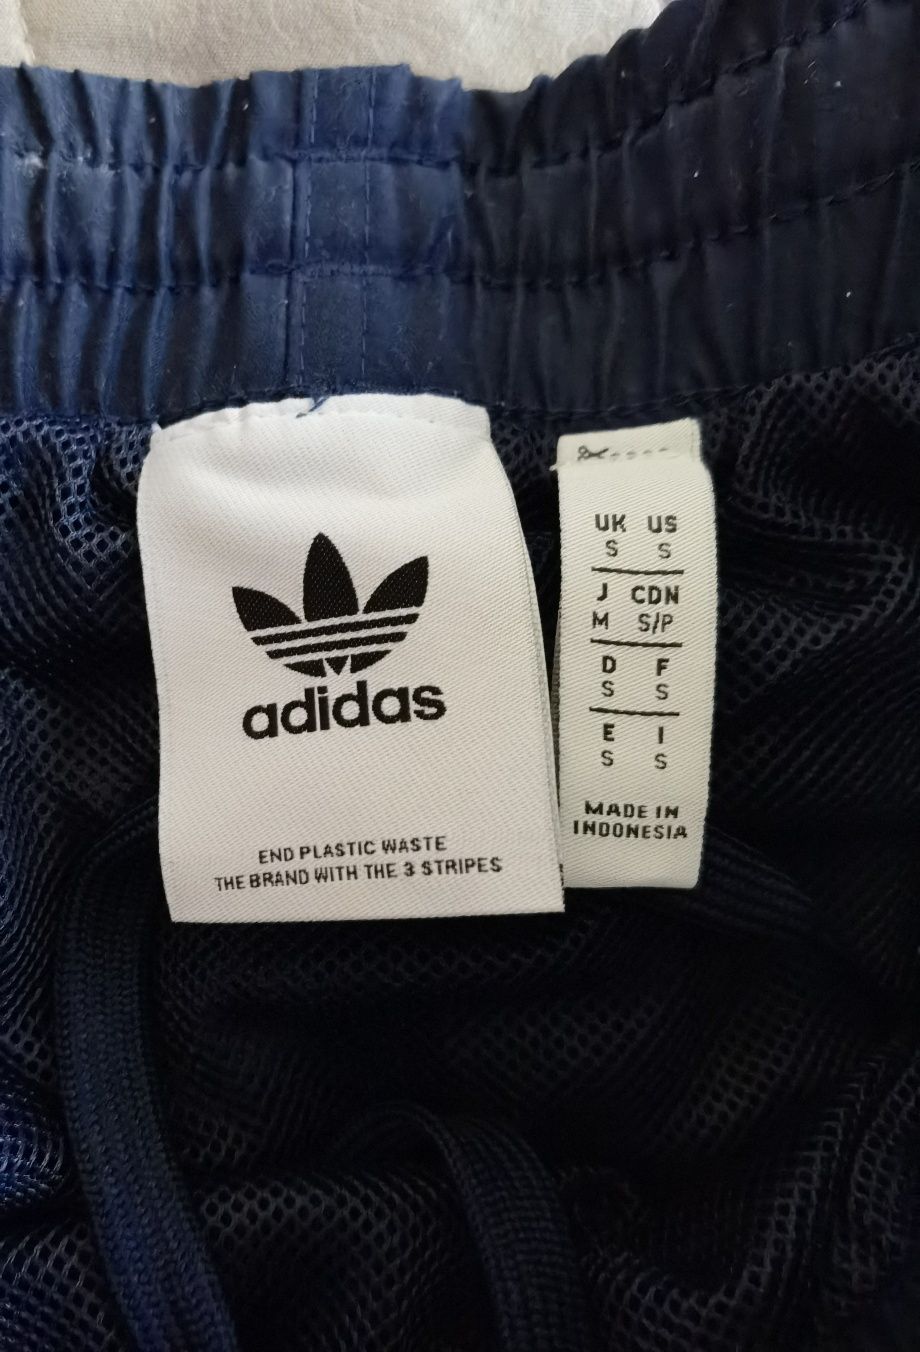 adidas
END PLASTIC WASTE
THE BRAND WITH THE 3 STRIPES
UK US
S S
J CDN
M S/P
D F
S S
E I
S S
MADE IN
INDONESIA